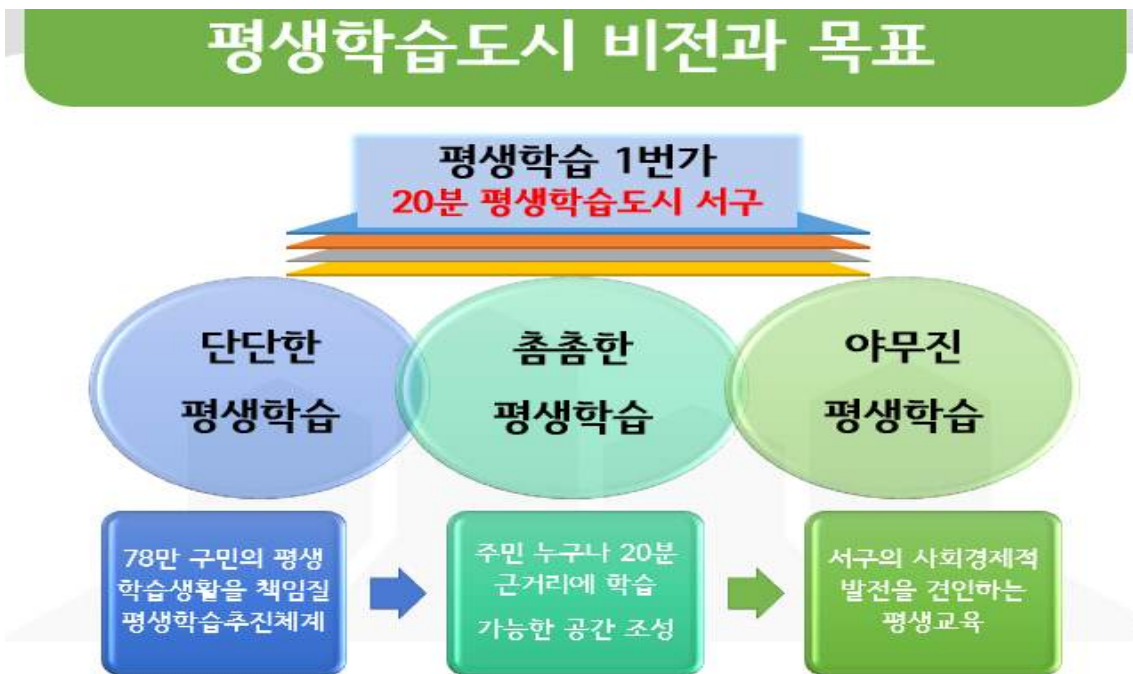 평생학습도시 비전과 목표
평생학습 1번가
20분 평생학습도시 서구
단단한
평생학습
촘촘한
평생학습
야무진
평생학습
78만 구민의 평생
학습생활을 책임질
평생학습추진체계
주민 누구나 20분
근거리에 학습
가능한 공간 조성
서구의 사회경제적
발전을 견인하는
평생교육